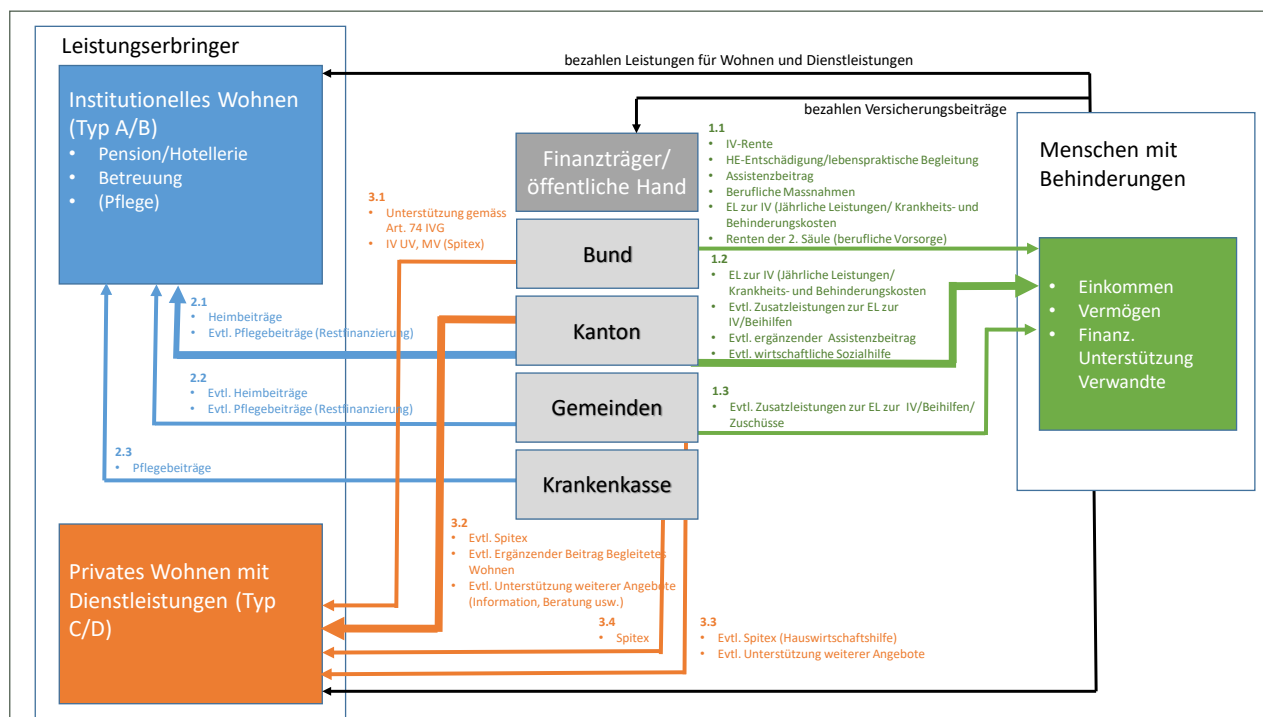 Leistungserbringer
Institutionelles Wohnen
(Typ A/B)
• Pension/Hotellerie
• Betreuung
• (Pflege)
bezahlen Leistungen für Wohnen und Dienstleistungen
bezahlen Versicherungsbeiträge
Finanzträger/
öffentliche Hand
Bund
Kanton
Gemeinden
Krankenkasse
1.1
• IV-Rente
• HE-Entschädigung/lebenspraktische Begleitung
• Assistenzbeitrag
• Berufliche Massnahmen
• EL zur IV (Jährliche Leistungen/ Krankheits- und
Behinderungskosten
• Renten der 2. Säule (berufliche Vorsorge)
1.2
• EL zur IV (Jährliche Leistungen/
Krankheits- und Behinderungskosten
• Evtl. Zusatzleistungen zur EL zur
IV/Beihilfen
• Evtl. ergänzender Assistenzbeitrag
• Evtl. wirtschaftliche Sozialhilfe
1.3
• Evtl. Zusatzleistungen zur EL zur IV/Beihilfen/
Zuschüsse
Menschen mit
Behinderungen
• Einkommen
• Vermögen
• Finanz.
Unterstützung
Verwandte
3.1
• Unterstützung gemäss
Art. 74 IVG
• IV UV, MV (Spitex)
2.1
• Heimbeiträge
• Evtl. Pflegebeiträge (Restfinanzierung)
2.2
• Evtl. Heimbeiträge
• Evtl. Pflegebeiträge (Restfinanzierung)
2.3
• Pflegebeiträge
Privates Wohnen mit
Dienstleistungen (Typ
C/D)
3.2
• Evtl. Spitex
• Evtl. Ergänzender Beitrag Begleitetes
Wohnen
• Evtl. Unterstützung weiterer Angebote
(Information, Beratung usw.)
3.4
• Spitex
3.3
• Evtl. Spitex (Hauswirtschaftshilfe)
• Evtl. Unterstützung weiterer Angebote